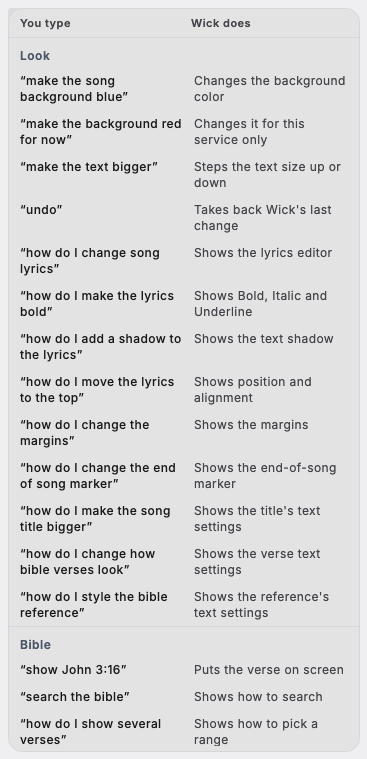 You type Wick does
Look
“make the song Changes the background
background blue” color
“make the background red Changes it for this
for now” service only
“make the text bigger” Steps the text size up or
down
“undo” Takes back Wick's last
change
“how do I change song Shows the lyrics editor
lyrics”
“how do I make the lyrics Shows Bold, Italic and
bold” Underline
“how do I add a shadow to Shows the text shadow
the lyrics”
“how do I move the lyrics Shows position and
to the top” alignment
“how do I change the Shows the margins
margins”
“how do I change the end Shows the end-of-song
of song marker” marker
“how do I make the song Shows the title's text
title bigger” settings
“how do I change how Shows the verse text
bible verses look” settings
“how do I style the bible Shows the reference's
reference” text settings
Bible
“show John 3:16” Puts the verse on screen
“search the bible” Shows how to search
“how do I show several Shows how to pick a
verses” range